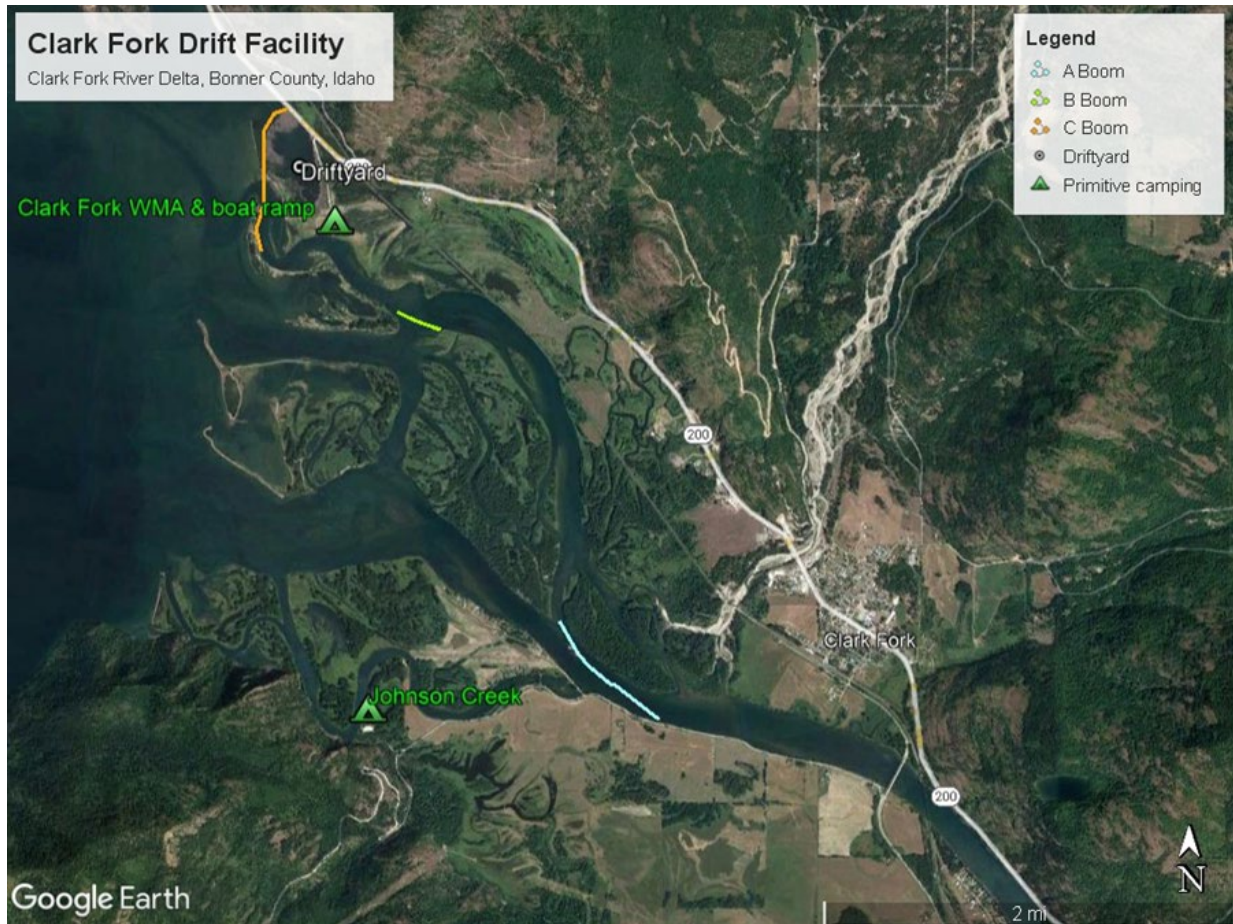 Clark Fork Drift Facility
Clark Fork River Delta, Bonner County, Idaho
Legend
A Boom
B Boom
C Boom
Driftyard
Primitive camping
Driftyard
Clark Fork WMA & boat ramp
200
Clark Fork
Johnson Creek
200
N
Google Earth
2 mi